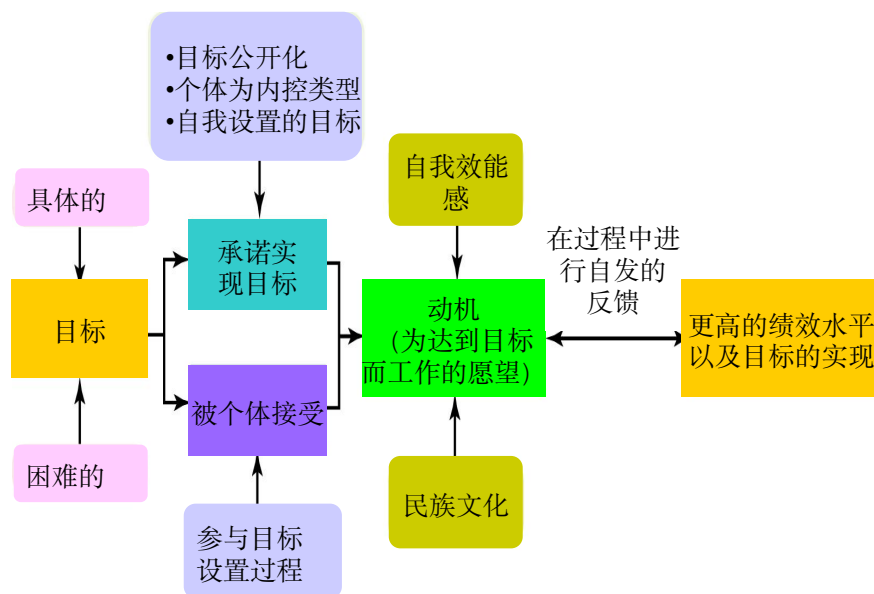 •目标公开化
•个体为内控类型
•自我设置的目标
具体的
自我效能
感
承诺实
现目标
在过程中进
行自发的
反馈
目标
动机
（为达到目标
而工作的愿望）
更高的绩效水平
以及目标的实现
被个体接受
困难的
参与目标
设置过程
民族文化